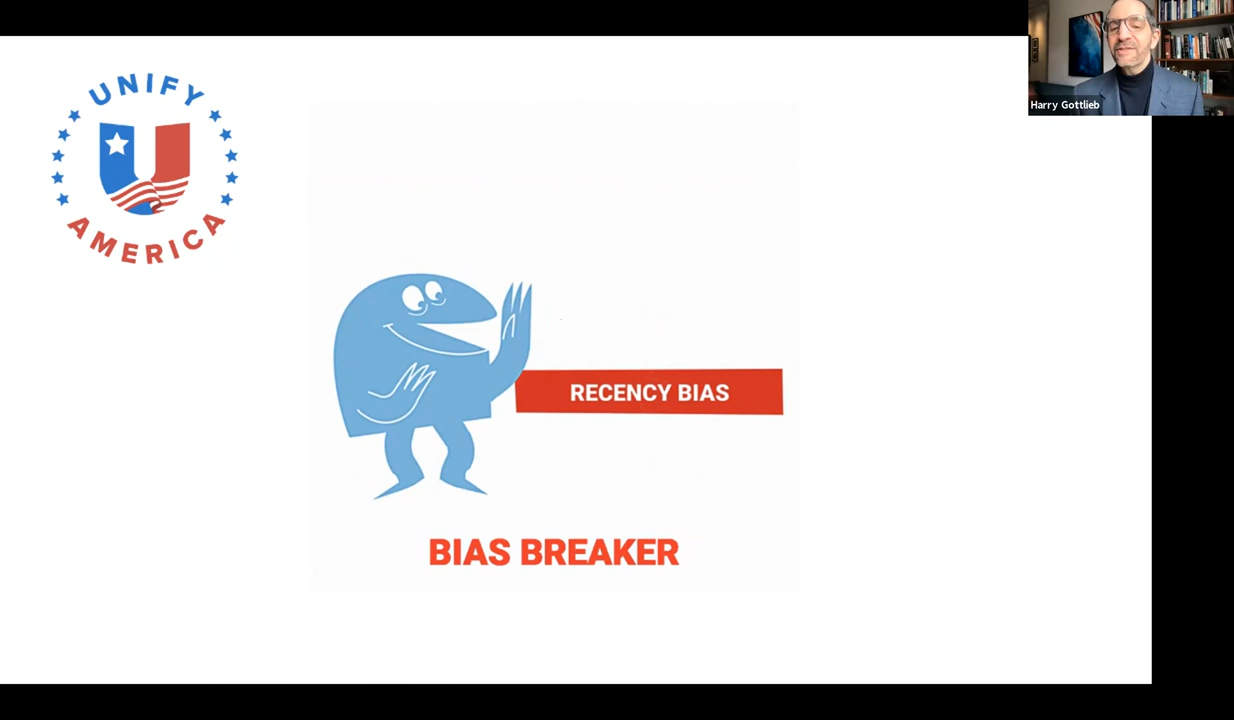 UNIFY
AMERICA
Harry Gottlieb
RECENCY BIAS
BIAS BREAKER